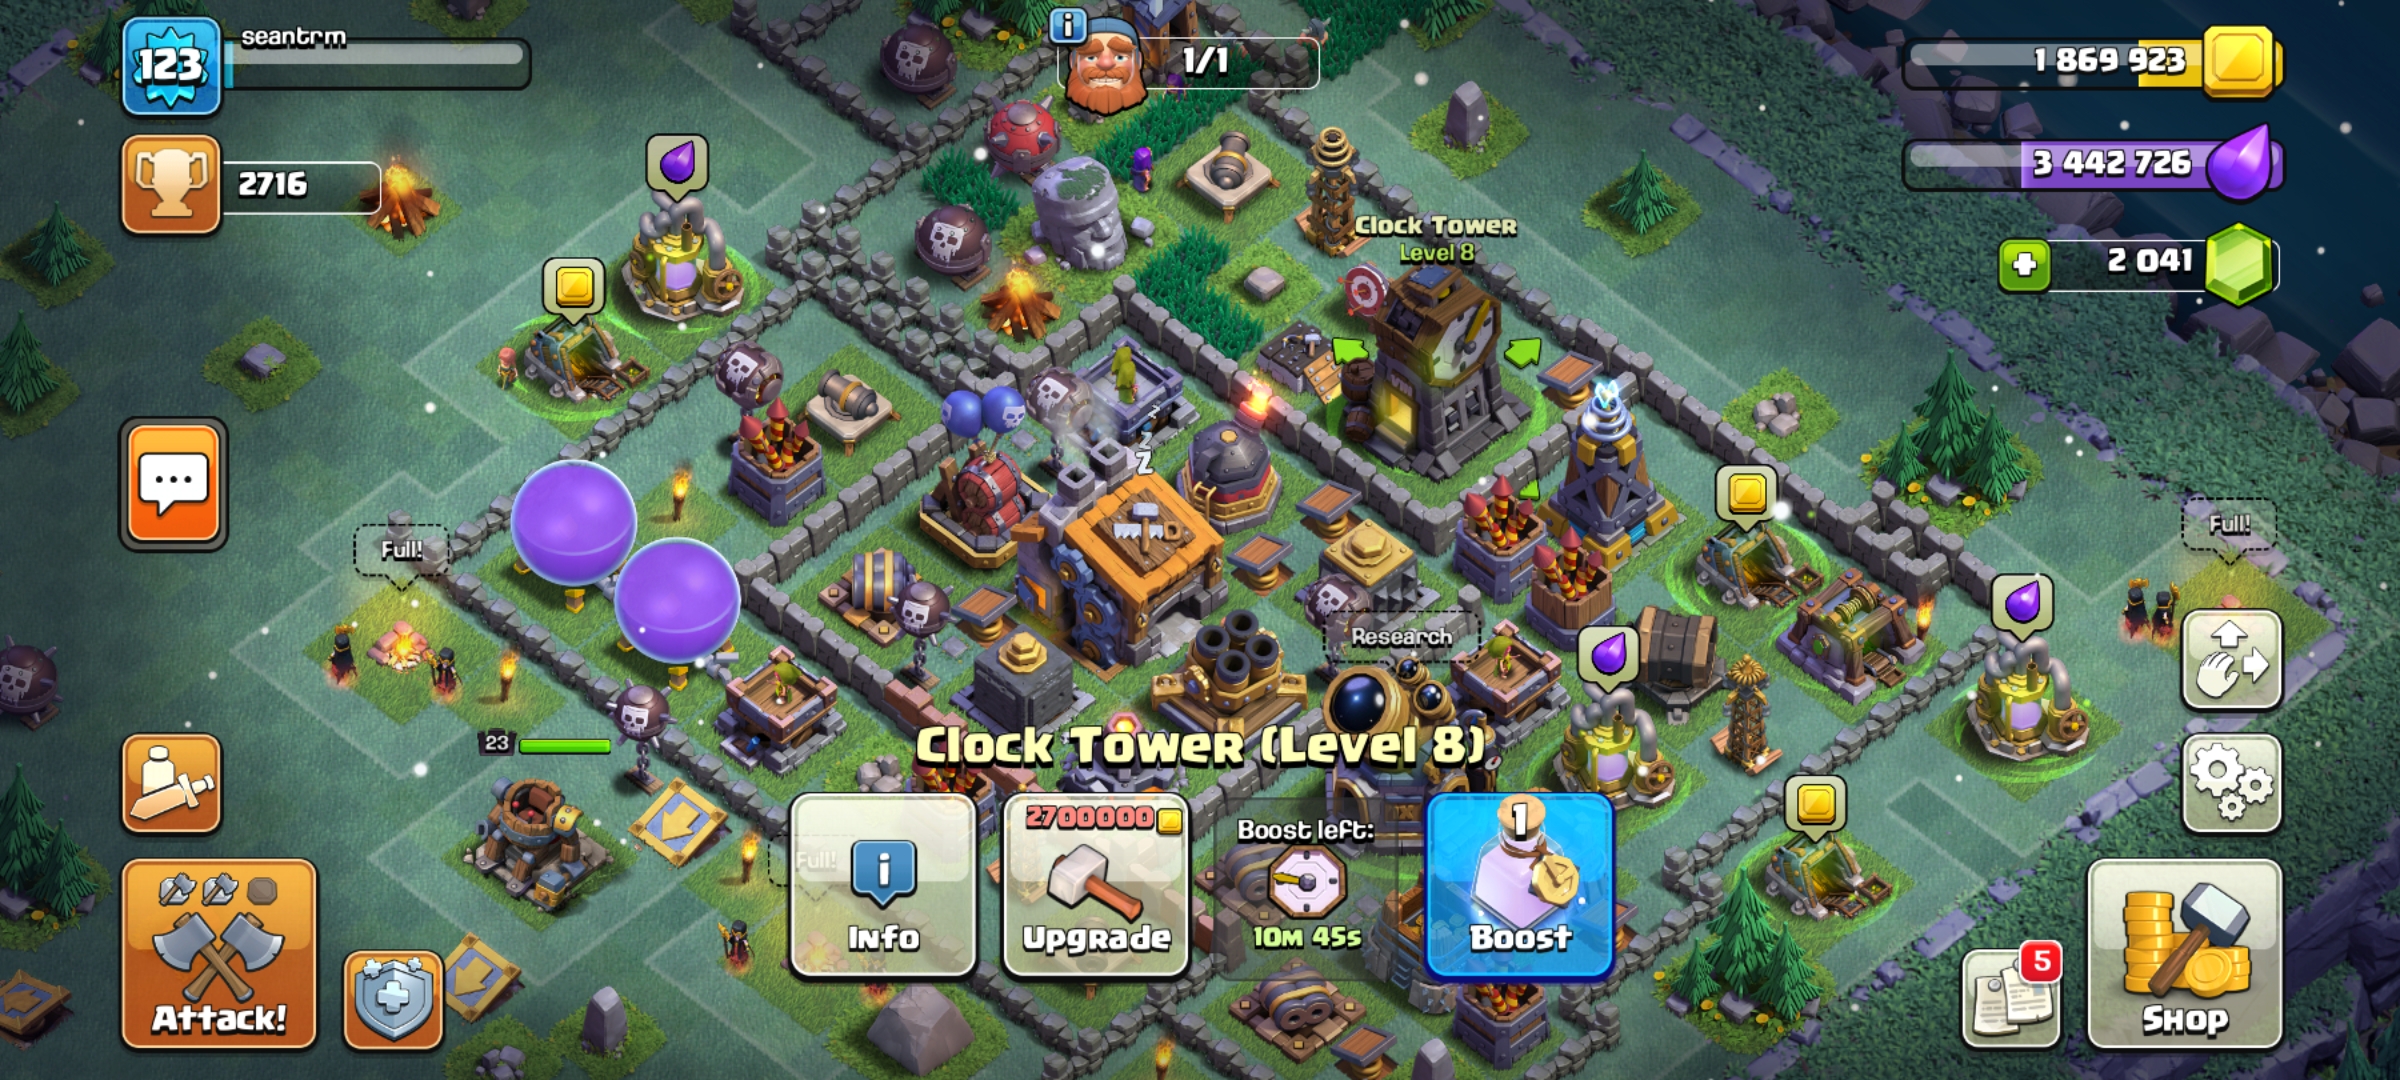 seantrm
123
1/1
1 869 923
2716
3 442 726
2 041
Clock Tower
Level 8
Full!
Full!
Research
23
Clock Tower (Level 8)
2700000
Boost left:
1
Full!
Info
Upgrade
10m 45s
Boost
5
Attack!
Shop
z
z
Z